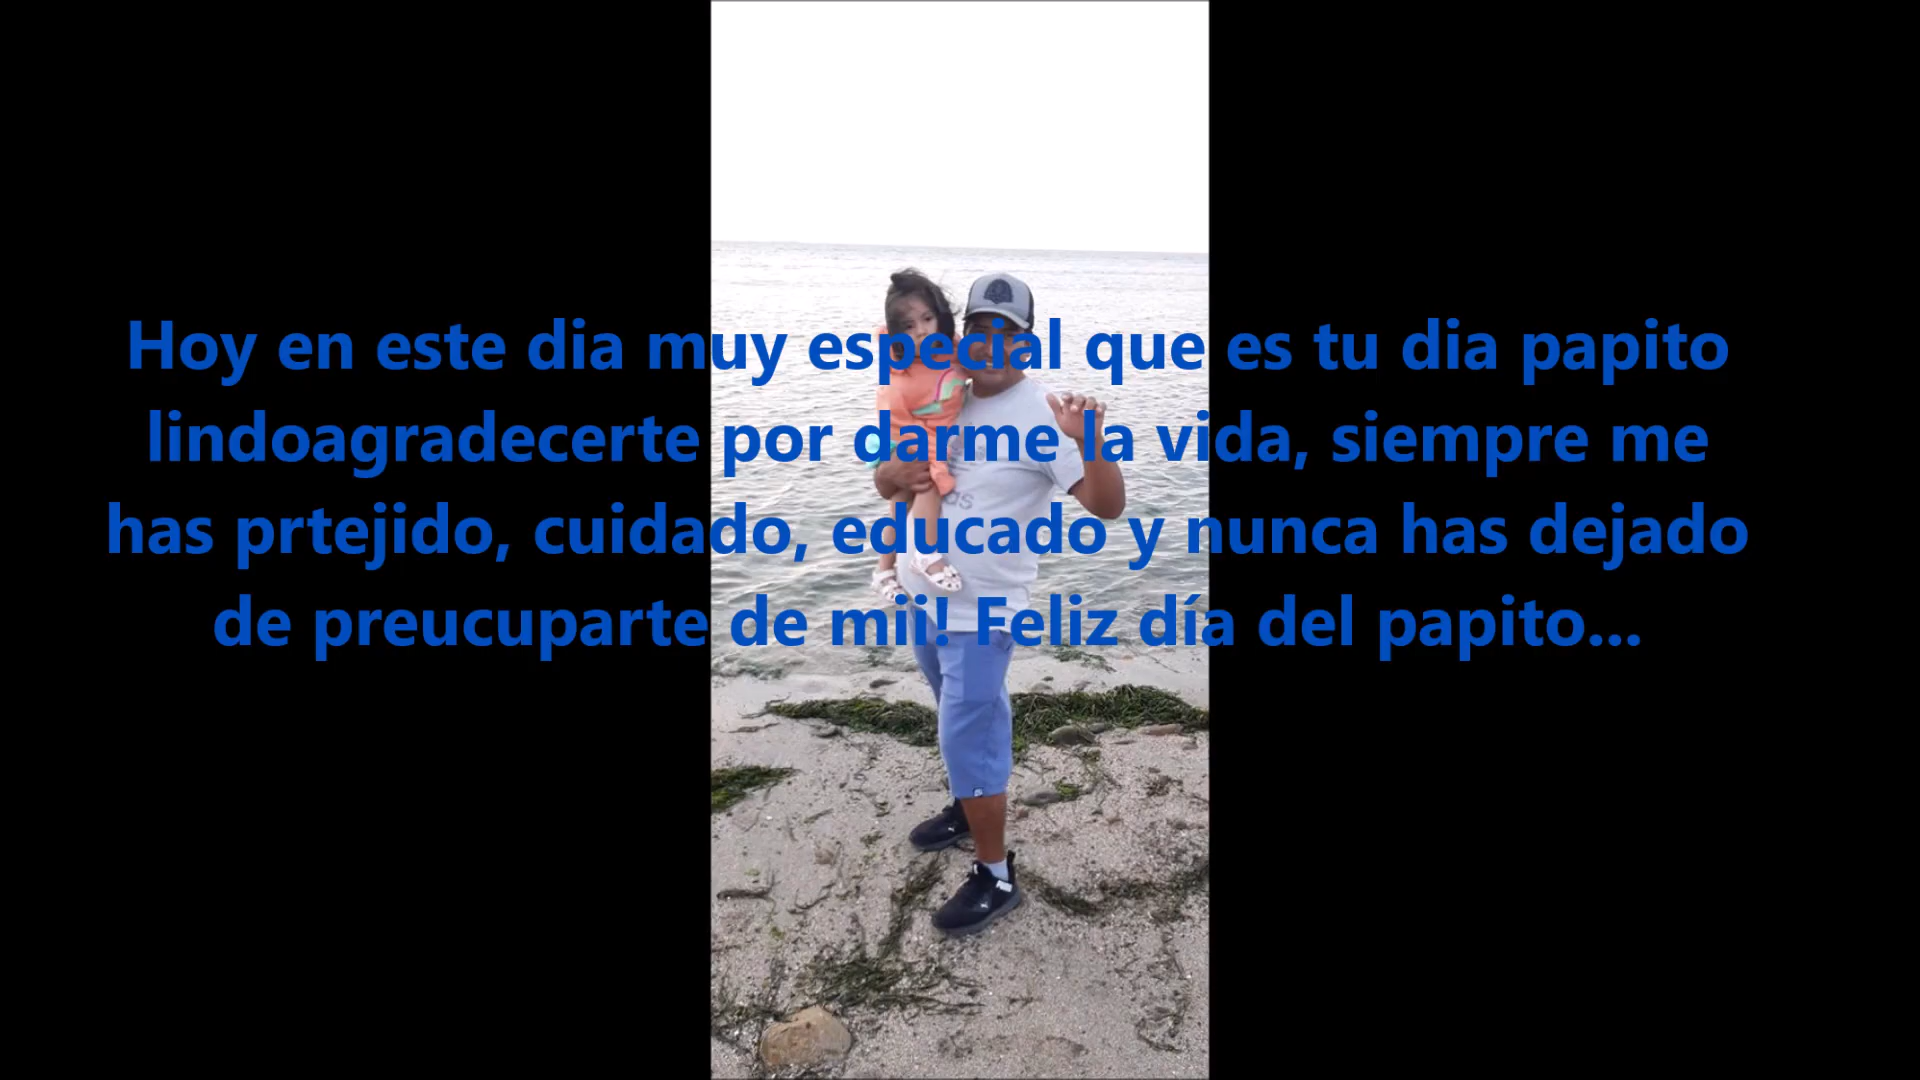 Hoy en este dia muy especial que es tu dia papito
lindoagradecerte por darme la vida, siempre me
has prtejido, cuidado, educado y nunca has dejado
de preucuparte de mii! Feliz día del papito...